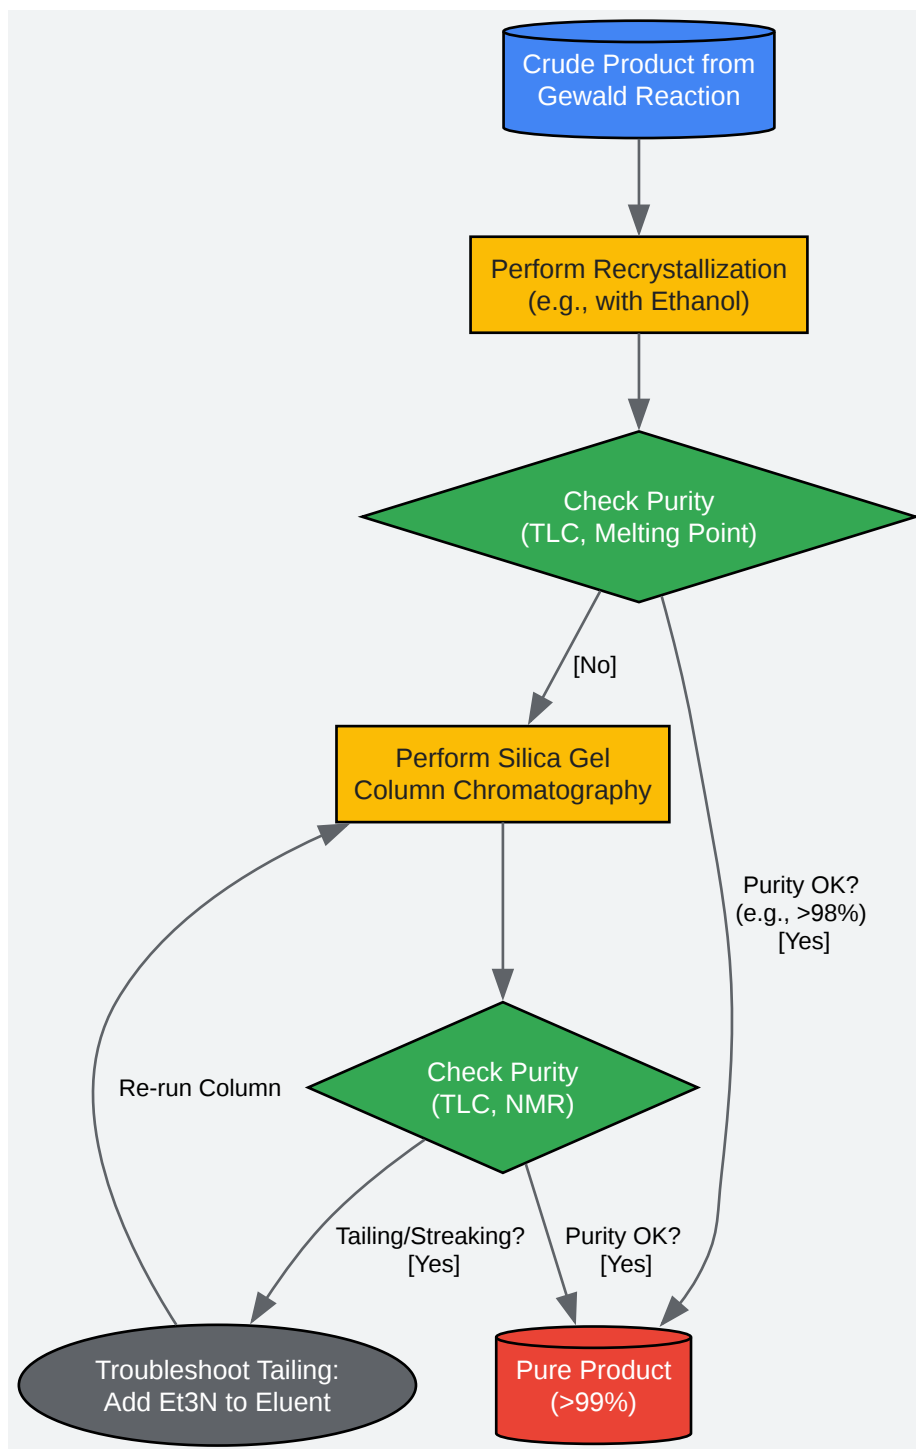 Crude Product from
Gewald Reaction
Perform Recrystallization
(e.g., with Ethanol)
Check Purity
(TLC, Melting Point)
[No]
Perform Silica Gel
Column Chromatography
Purity OK?
(e.g., >98%)
[Yes]
Check Purity
(TLC, NMR)
Re-run Column
Tailing/Streaking?
[Yes]
Purity OK?
[Yes]
Troubleshoot Tailing:
Add Et3N to Eluent
Pure Product
(>99%)